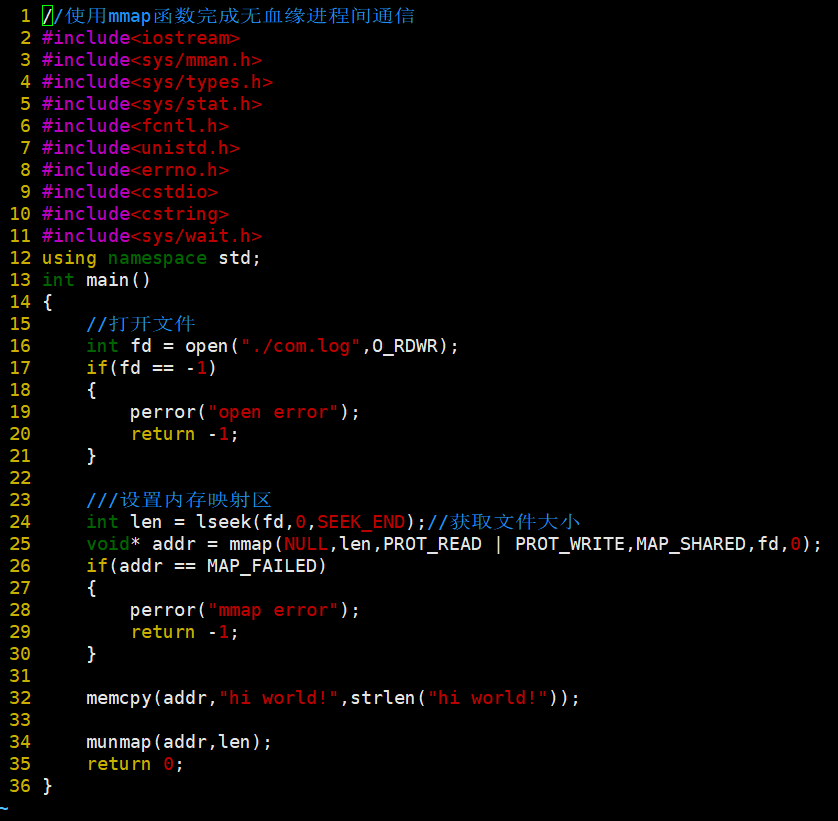 1 //使用mmap函数完成无血缘进程间通信
2 #include<iostream>
3 #include<sys/mman.h>
4 #include<sys/types.h>
5 #include<sys/stat.h>
6 #include<fcntl.h>
7 #include<unistd.h>
8 #include<errno.h>
9 #include<cstdio>
10 #include<cstring>
11 #include<sys/wait.h>
12 using namespace std;
13 int main()
14 {
15     //打开文件
16     int fd = open("./com.log",O_RDWR);
17     if(fd == -1)
18     {
19         perror("open error");
20         return -1;
21     }
22
23     ///设置内存映射区
24     int len = lseek(fd,0,SEEK_END);//获取文件大小
25     void* addr = mmap(NULL,len,PROT_READ | PROT_WRITE,MAP_SHARED,fd,0);
26     if(addr == MAP_FAILED)
27     {
28         perror("mmap error");
29         return -1;
30     }
31
32     memcpy(addr,"hi world!",strlen("hi world!"));
33
34     munmap(addr,len);
35     return 0;
36 }
~